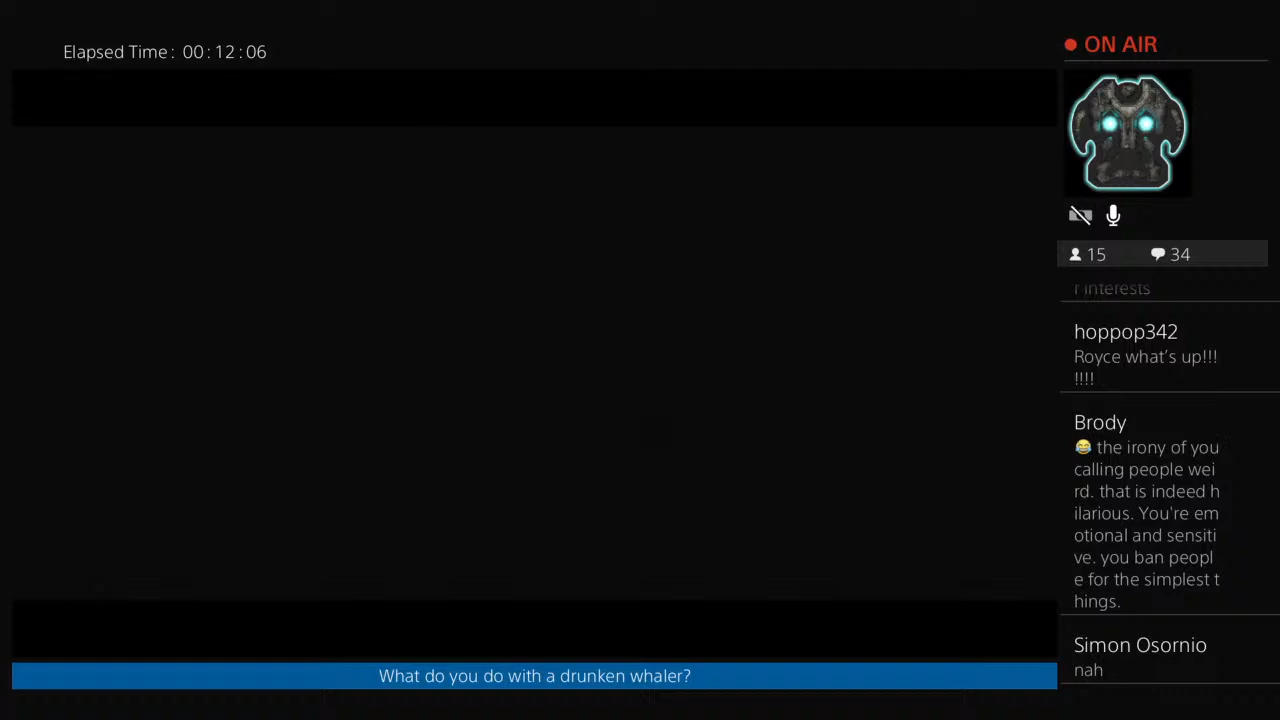 Elapsed Time: 00:12:06
ON AIR
15 34
r interests
hoppop342
Royce what’s up!!!
!!!!
Brody
😂 the irony of you
calling people wei
rd. that is indeed h
ilarious. You're em
otional and sensiti
ve. you ban peopl
e for the simplest t
hings.
Simon Osornio
nah
What do you do with a drunken whaler?